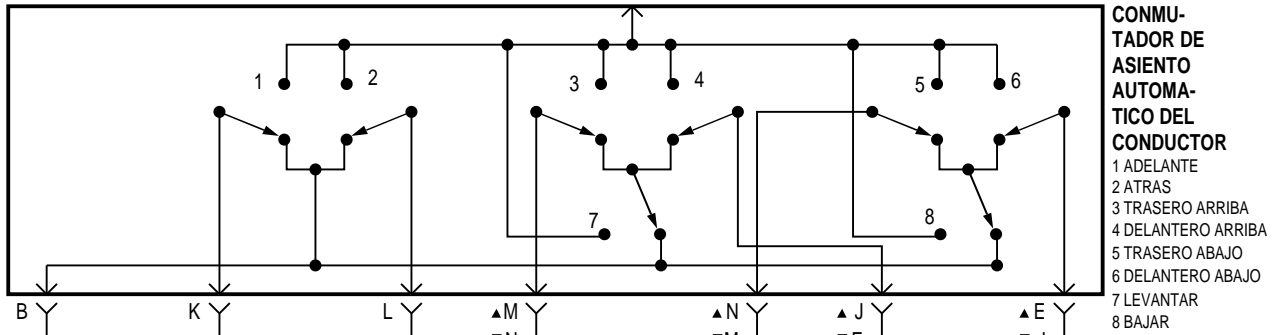 CONMU-
TADOR DE
ASIENTO
AUTOMA-
TICO DEL
CONDUCTOR
1 ADELANTE
2 ATRAS
3 TRASERO ARRIBA
4 DELANTERO ARRIBA
5 TRASERO ABAJO
6 DELANTERO ABAJO
7 LEVANTAR
8 BAJAR
1 2 3 4 5 6
7 8
B K L ▲M ▲N ▲J ▲E